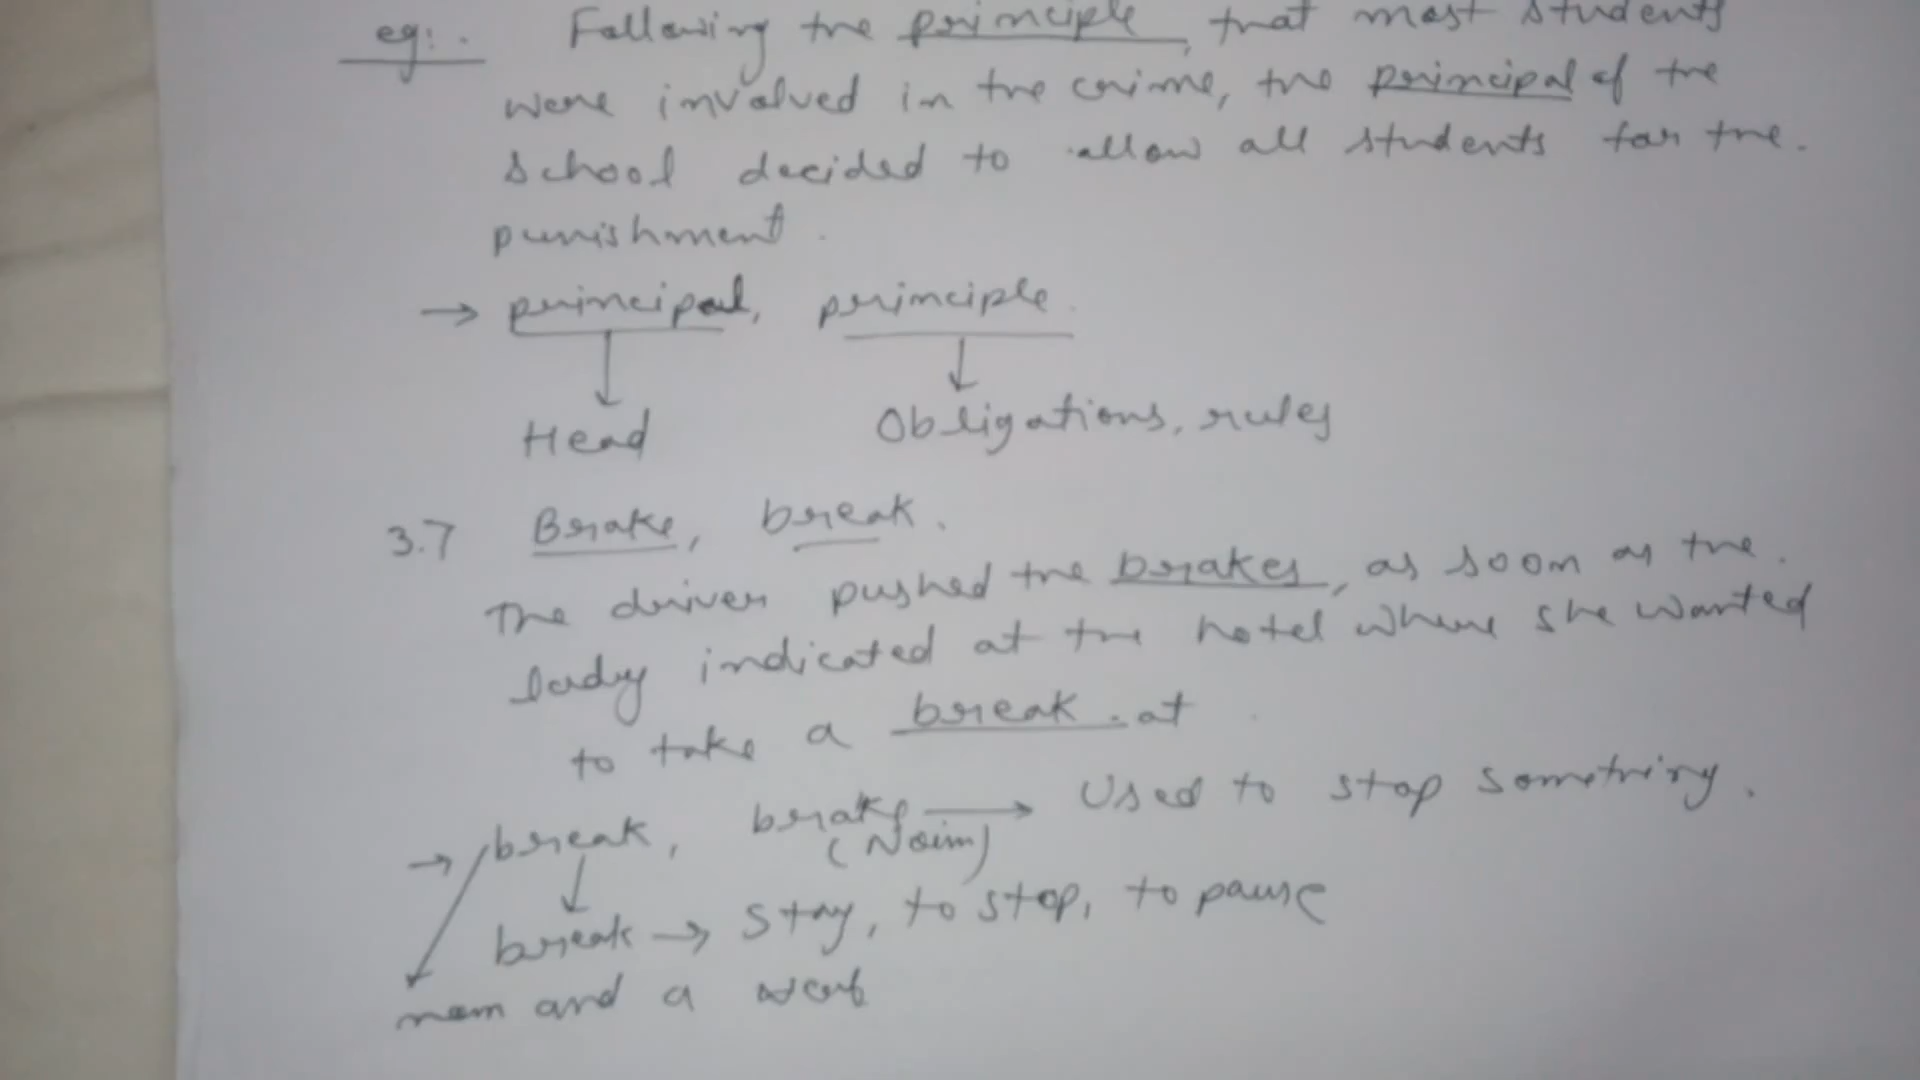 eg:. Following the principle, that most students
were involved in the crime, the principal of the
school decided to allow all students for the.
punishment.
→ principal, principle.
Head Obligations, rules
3.7 Brake, break.
The driver pushed the brakes, as soon as the.
lady indicated at the hotel where she wanted
to take a break. at
→ break, brake → Used to stop something.
(Noun)
break → stay, to stop, to pause
noun and a verb